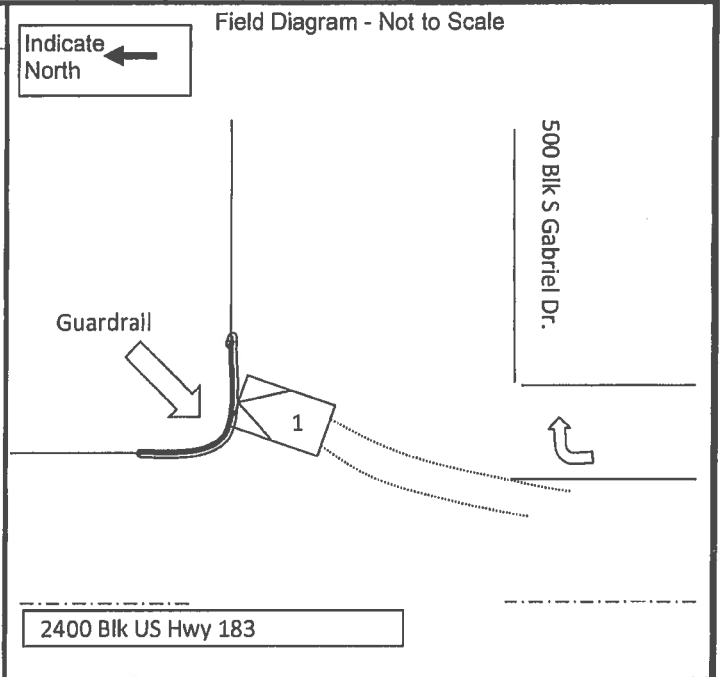 Field Diagram - Not to Scale
Indicate
North
500 Blk S Gabriel Dr.
Guardrail
1
2400 Blk US Hwy 183